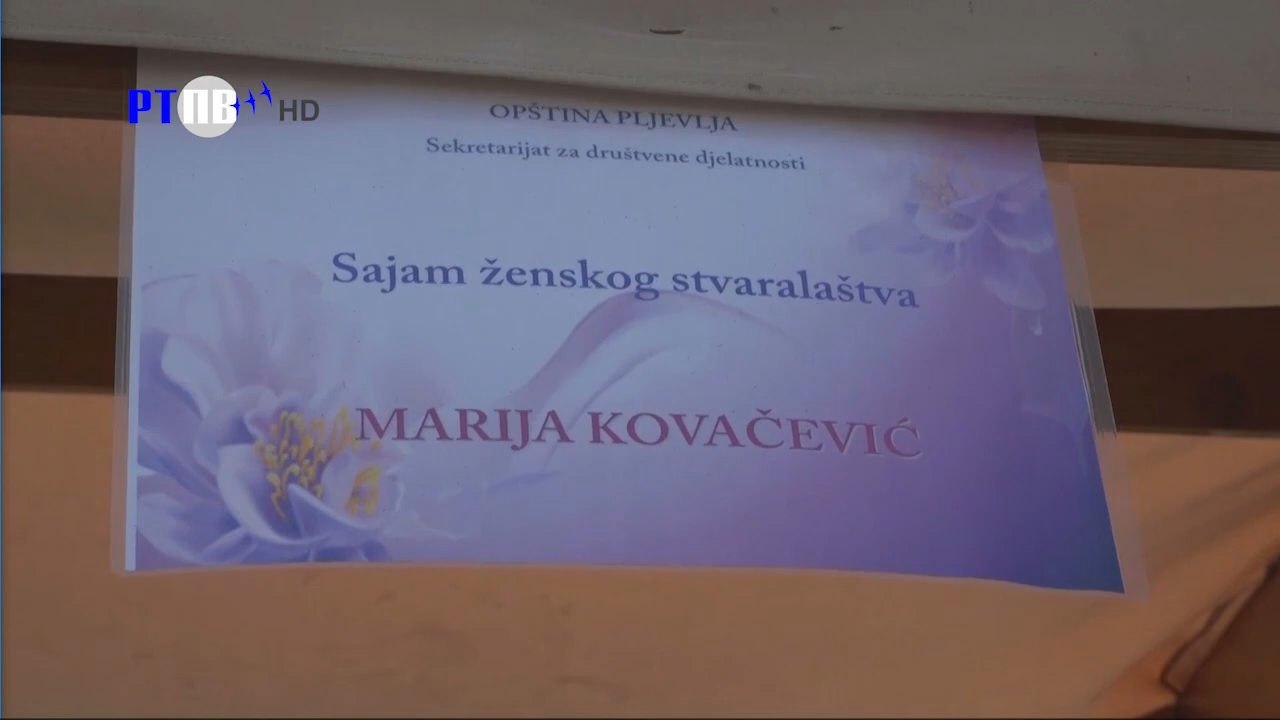 РТПВ HD
OPŠTINA PLJEVLJA
Sekretarijat za društvene djelatnosti
Sajam ženskog stvaralaštva
MARIJA KOVAČEVIĆ